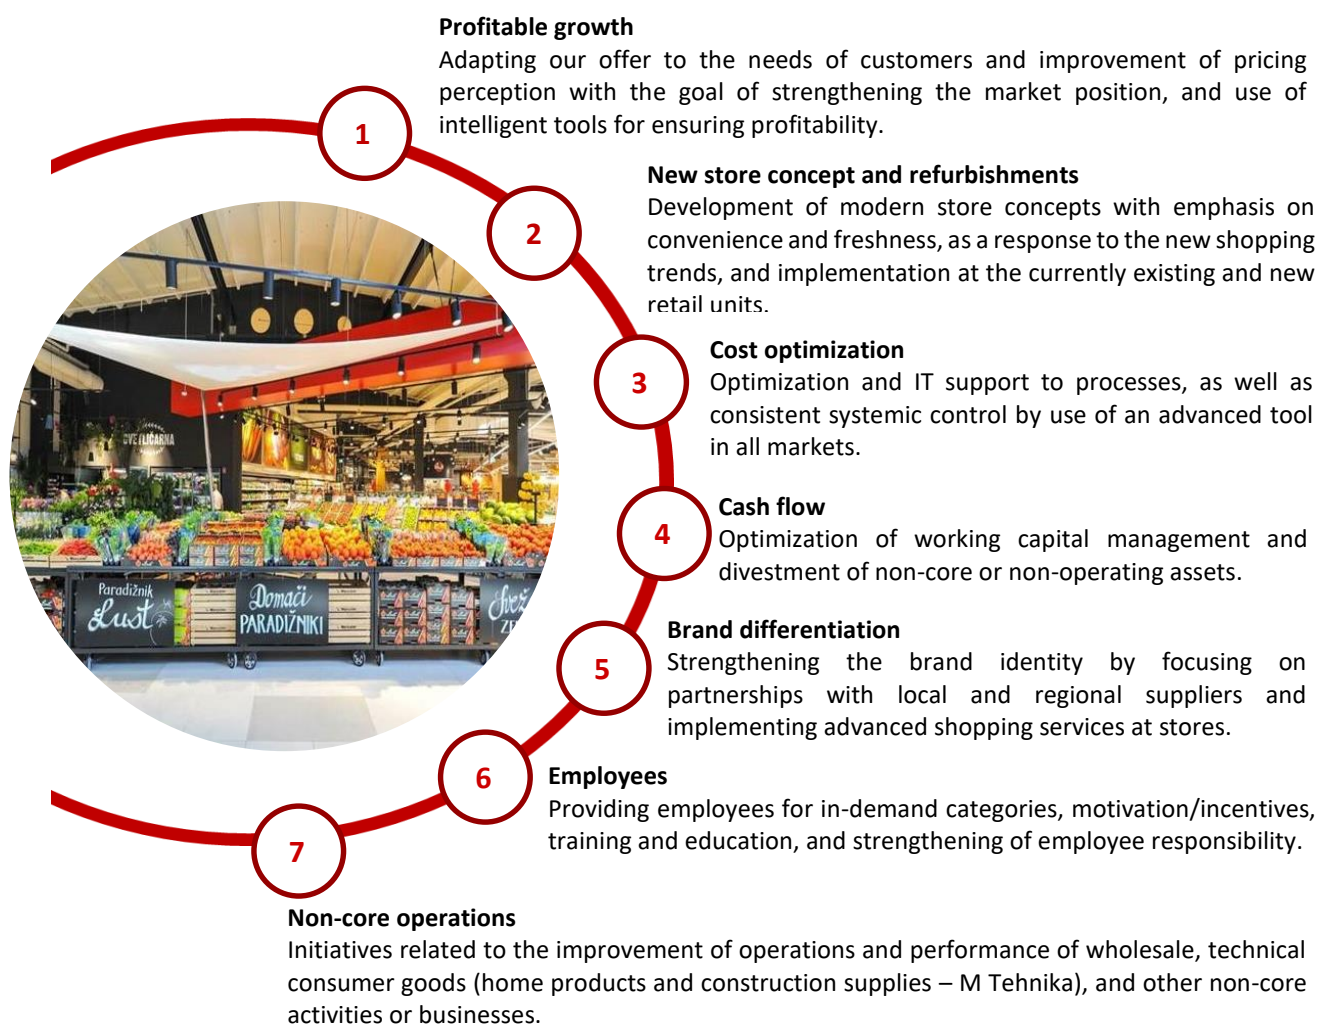 Profitable growth
Adapting our offer to the needs of customers and improvement of pricing
perception with the goal of strengthening the market position, and use of
intelligent tools for ensuring profitability.
1
New store concept and refurbishments
Development of modern store concepts with emphasis on
convenience and freshness, as a response to the new shopping
trends, and implementation at the currently existing and new
retail units.
2
Cost optimization
Optimization and IT support to processes, as well as
consistent systemic control by use of an advanced tool
in all markets.
3
CVETLIČARNA
Cash flow
Optimization of working capital management and
divestment of non-core or non-operating assets.
4
Paradižnik
Lušt
Domači
PARADIŽNIKI
Brand differentiation
Strengthening the brand identity by focusing on
partnerships with local and regional suppliers and
implementing advanced shopping services at stores.
5
Employees
Providing employees for in-demand categories, motivation/incentives,
training and education, and strengthening of employee responsibility.
6
7
Non-core operations
Initiatives related to the improvement of operations and performance of wholesale, technical
consumer goods (home products and construction supplies – M Tehnika), and other non-core
activities or businesses.